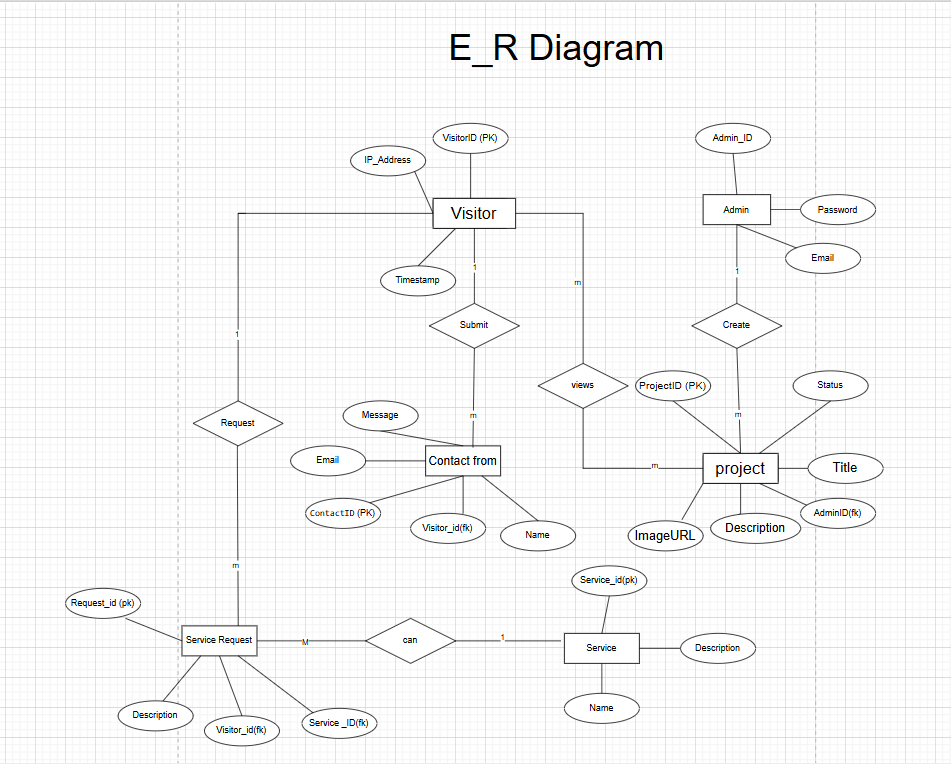 E_R Diagram
VisitorID (PK)
Admin_ID
IP_Address
Visitor
Admin
Password
Email
Timestamp
1
1
m
Submit
Create
1
views
ProjectID (PK)
Status
Message
m
m
Request
Email
Contact from
m
project
Title
ContactID (PK)
Visitor_id(fk)
Name
ImageURL
Description
AdminID(fk)
m
Service_id(pk)
Request_id (pk)
Service Request
M
can
1
Service
Description
Name
Description
Visitor_id(fk)
Service _ID(fk)